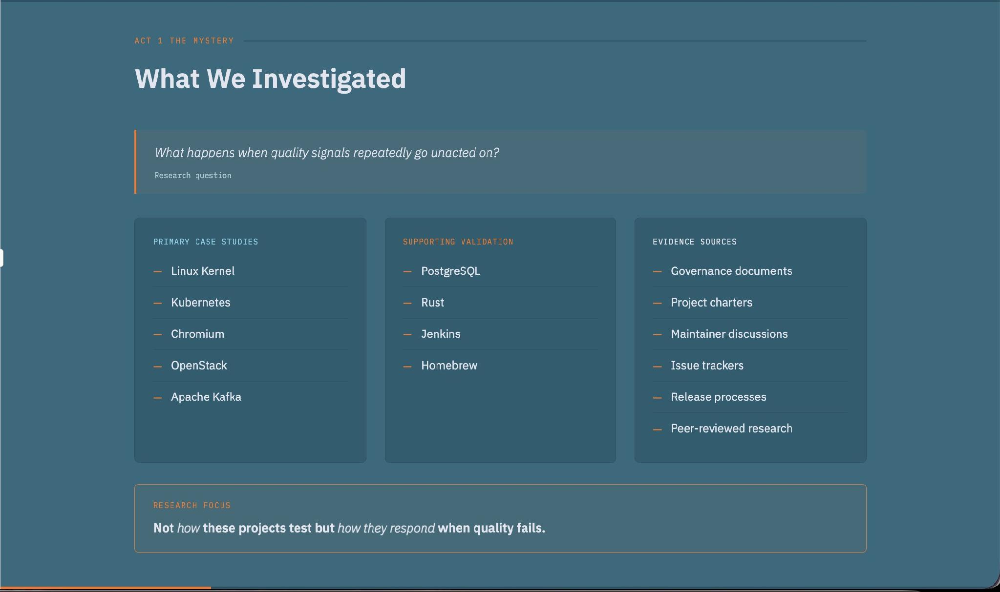 ACT 1 THE MYSTERY
What We Investigated
What happens when quality signals repeatedly go unacted on?
Research question
PRIMARY CASE STUDIES
— Linux Kernel
— Kubernetes
— Chromium
— OpenStack
— Apache Kafka
SUPPORTING VALIDATION
— PostgreSQL
— Rust
— Jenkins
— Homebrew
EVIDENCE SOURCES
— Governance documents
— Project charters
— Maintainer discussions
— Issue trackers
— Release processes
— Peer-reviewed research
RESEARCH FOCUS
Not how these projects test but how they respond when quality fails.